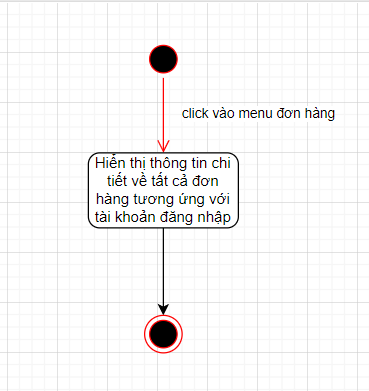 click vào menu đơn hàng
Hiển thị thông tin chi
tiết về tất cả đơn
hàng tương ứng với
tài khoản đăng nhập